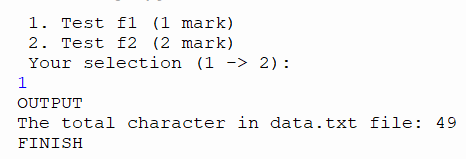 1. Test f1 (1 mark)
2. Test f2 (2 mark)
Your selection (1 -> 2):
1
OUTPUT
The total character in data.txt file: 49
FINISH